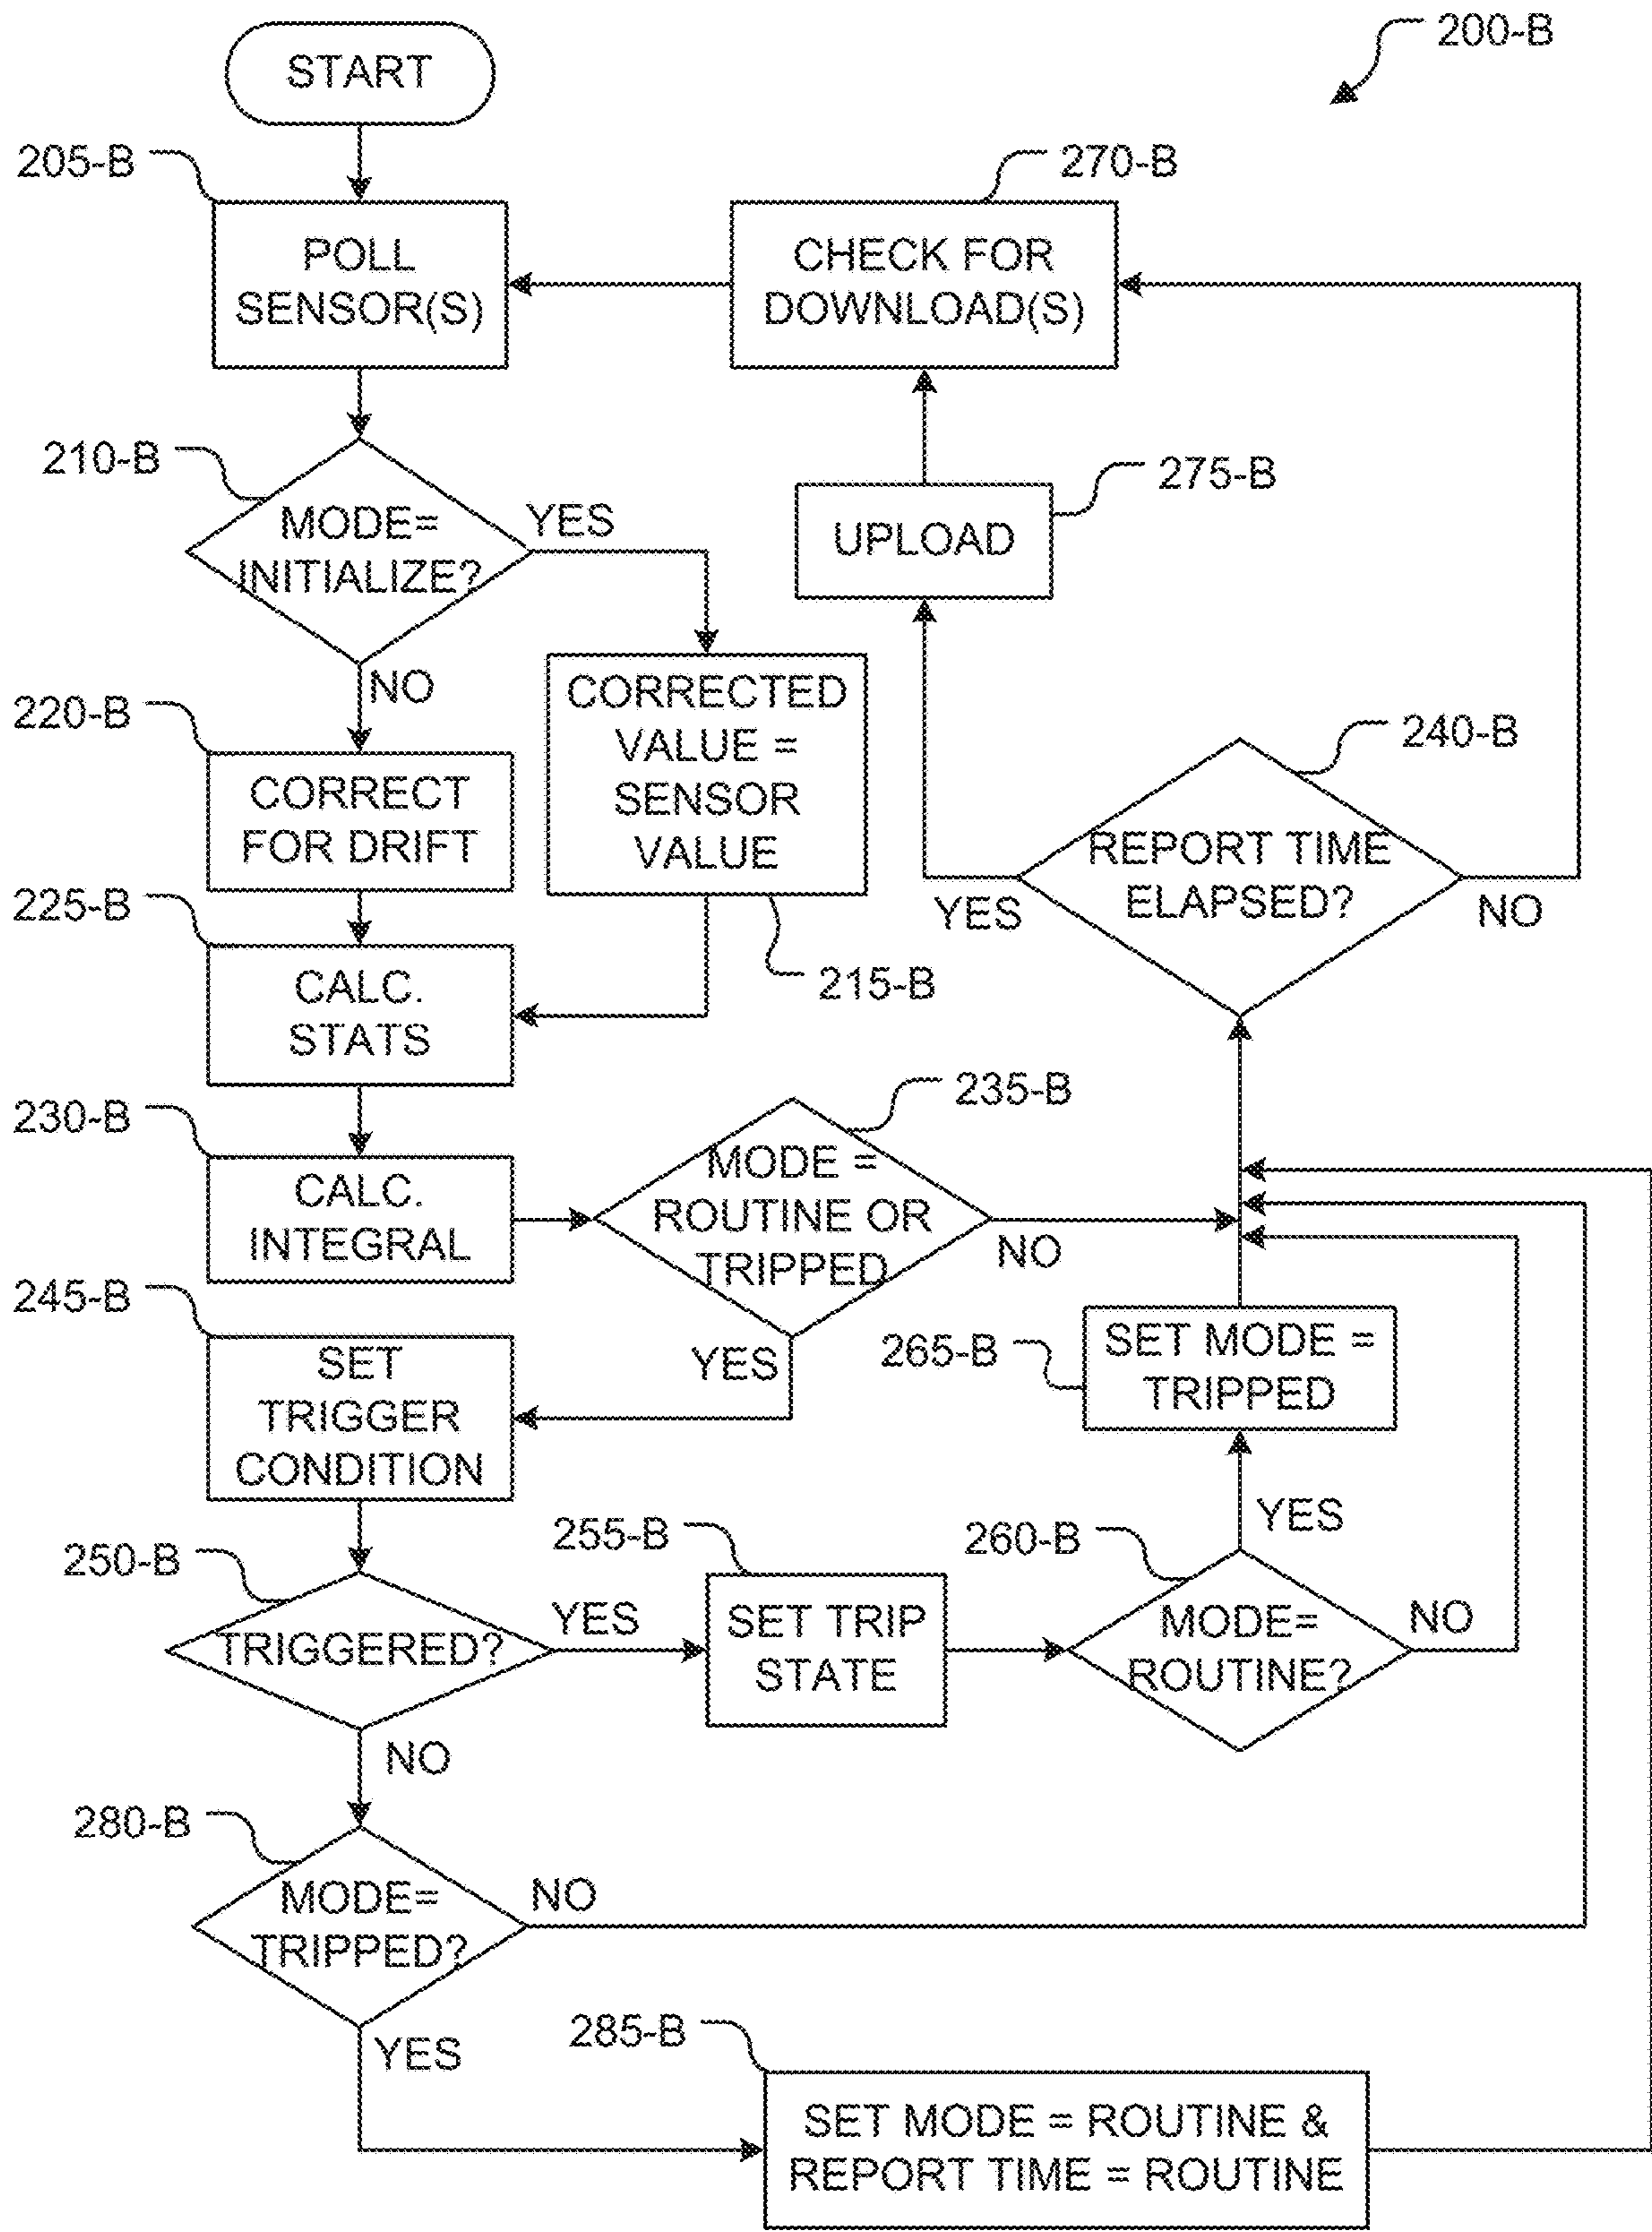 200-B
START
205-B
270-B
POLL
SENSOR(S)
CHECK FOR
DOWNLOAD(S)
210-B
MODE=
INITIALIZE?
YES
275-B
UPLOAD
NO
220-B
CORRECT
FOR DRIFT
CORRECTED
VALUE =
SENSOR
VALUE
215-B
240-B
REPORT TIME
ELAPSED?
YES
NO
225-B
CALC.
STATS
230-B
CALC.
INTEGRAL
235-B
MODE =
ROUTINE OR
TRIPPED
NO
YES
245-B
SET
TRIGGER
CONDITION
265-B
SET MODE =
TRIPPED
YES
250-B
TRIGGERED?
YES
255-B
SET TRIP
STATE
260-B
MODE=
ROUTINE?
NO
NO
280-B
MODE=
TRIPPED?
NO
YES
285-B
SET MODE = ROUTINE &
REPORT TIME = ROUTINE